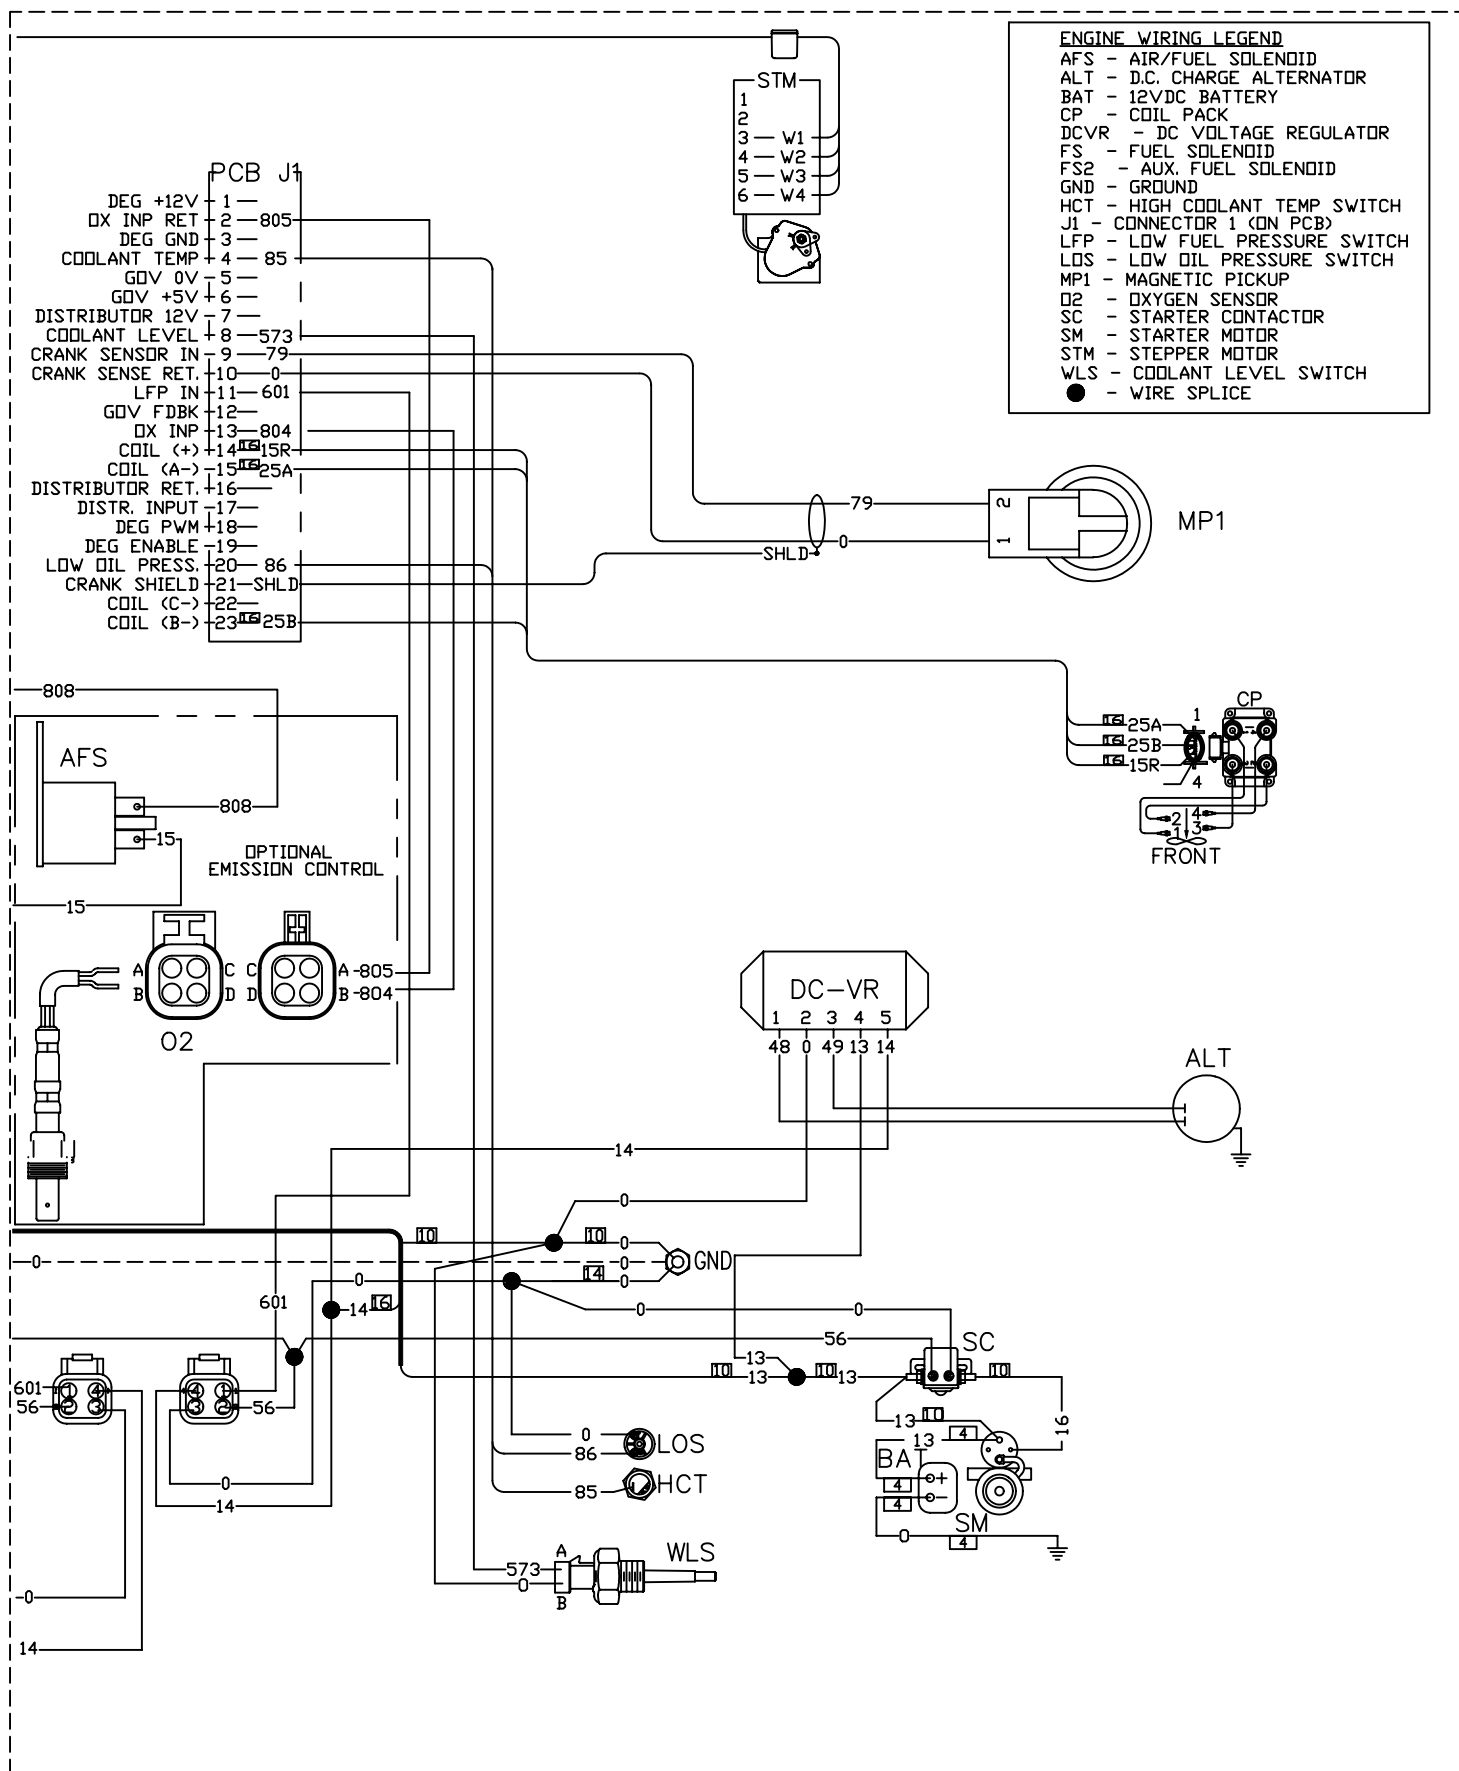 ENGINE WIRING LEGEND
AFS - AIR/FUEL SOLENOID
ALT - D.C. CHARGE ALTERNATOR
BAT - 12VDC BATTERY
CP - COIL PACK
DCVR - DC VOLTAGE REGULATOR
FS - FUEL SOLENOID
FS2 - AUX. FUEL SOLENOID
GND - GROUND
HCT - HIGH COOLANT TEMP SWITCH
J1 - CONNECTOR 1 (ON PCB)
LFP - LOW FUEL PRESSURE SWITCH
LOS - LOW OIL PRESSURE SWITCH
MP1 - MAGNETIC PICKUP
O2 - OXYGEN SENSOR
SC - STARTER CONTACTOR
SM - STARTER MOTOR
STM - STEPPER MOTOR
WLS - COOLANT LEVEL SWITCH
- WIRE SPLICE
STM
1
2
3 W1
4 W2
5 W3
6 W4
PCB J1
DEG +12V 1
OX INP RET 2 805
DEG GND 3
COOLANT TEMP 4 85
GOV 0V 5
GOV +5V 6
DISTRIBUTOR 12V 7
COOLANT LEVEL 8 573
CRANK SENSOR IN 9 79
CRANK SENSE RET. 10 0
LFP IN 11 601
GOV FDBK 12
OX INP 13 804
COIL (+) 14 16 15R
COIL (A-) 15 16 25A
DISTRIBUTOR RET. 16
DISTR. INPUT 17
DEG PWM 18
DEG ENABLE 19
LOW OIL PRESS. 20 86
CRANK SHIELD 21 SHLD
COIL (C-) 22
COIL (B-) 23 16 25B
79
2
1
MP1
0
SHLD
808
AFS
808
15
OPTIONAL
EMISSION CONTROL
15
A C C A 805
B D D B 804
O2
CP
1
16 25A
16 25B
16 15R
4
2 4
1 3
FRONT
DC-VR
1 2 3 4 5
48 0 49 13 14
ALT
14
0
10 10 0
0 0 GND
0 14 0
601
14 16
0 0
56
SC
13
10 13 10 13 10
601 1 4
56 2 3
4 1
3 2
56
0
14
0
86 LOS
85 HCT
13 10
16
13 4
BAT
4 +
4 -
SM
0 4
WLS
A
573
0
B
0
14